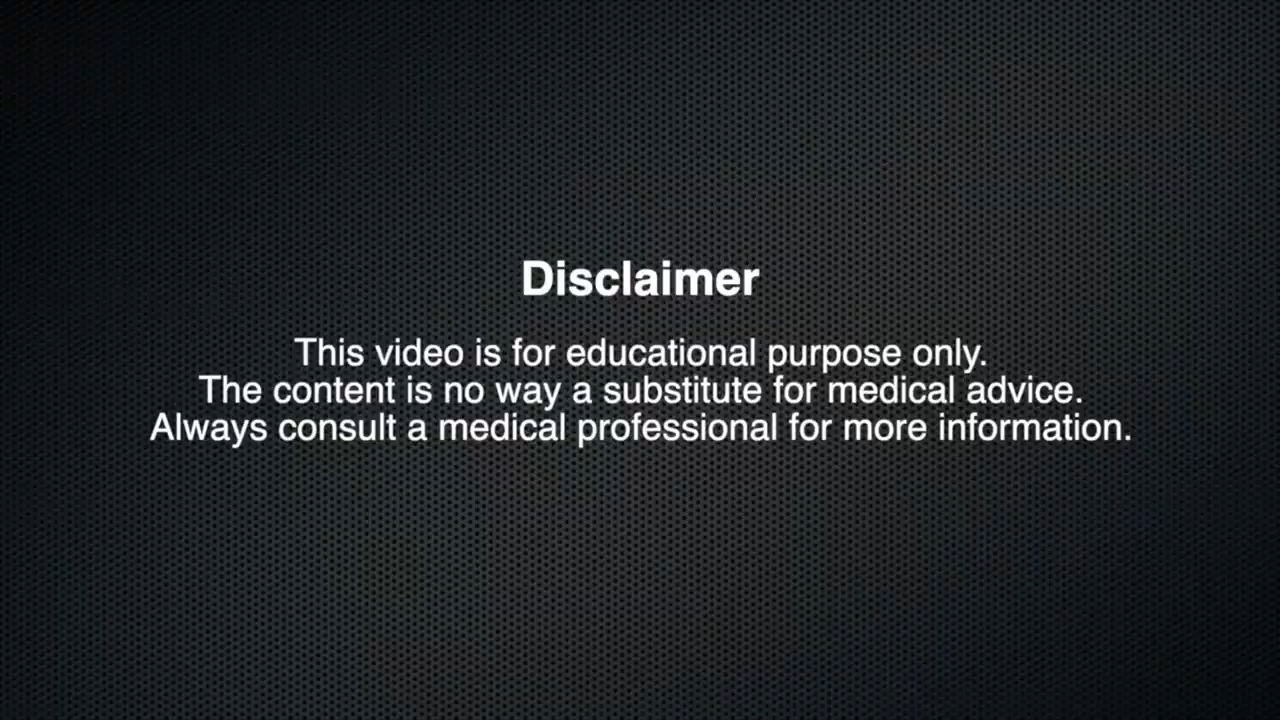 Disclaimer
This video is for educational purpose only.
The content is no way a substitute for medical advice.
Always consult a medical professional for more information.